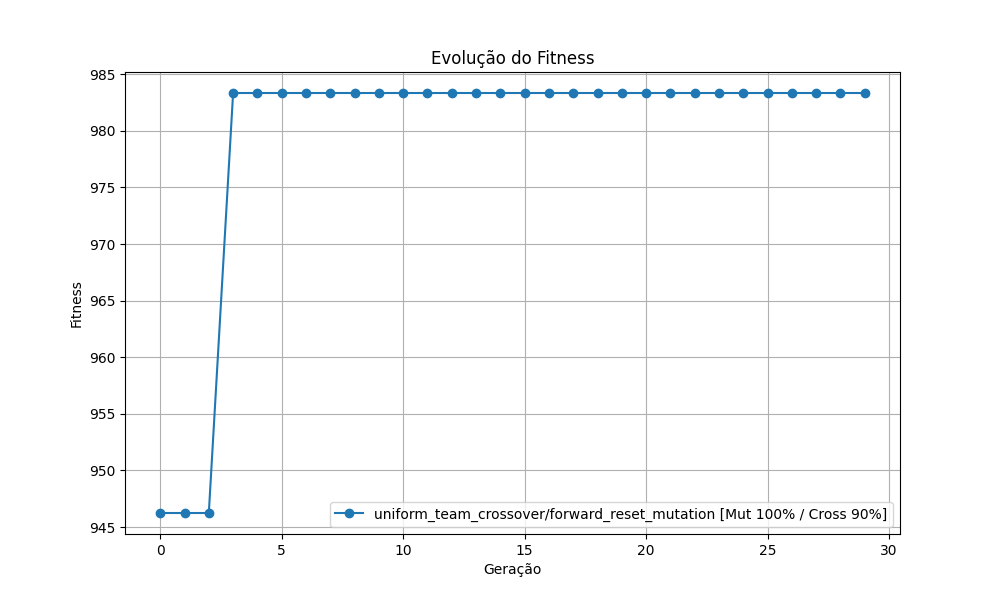 Evolução do Fitness
Fitness
985
980
975
970
965
960
955
950
945
uniform_team_crossover/forward_reset_mutation [Mut 100% / Cross 90%]
0 5 10 15 20 25 30
Geração